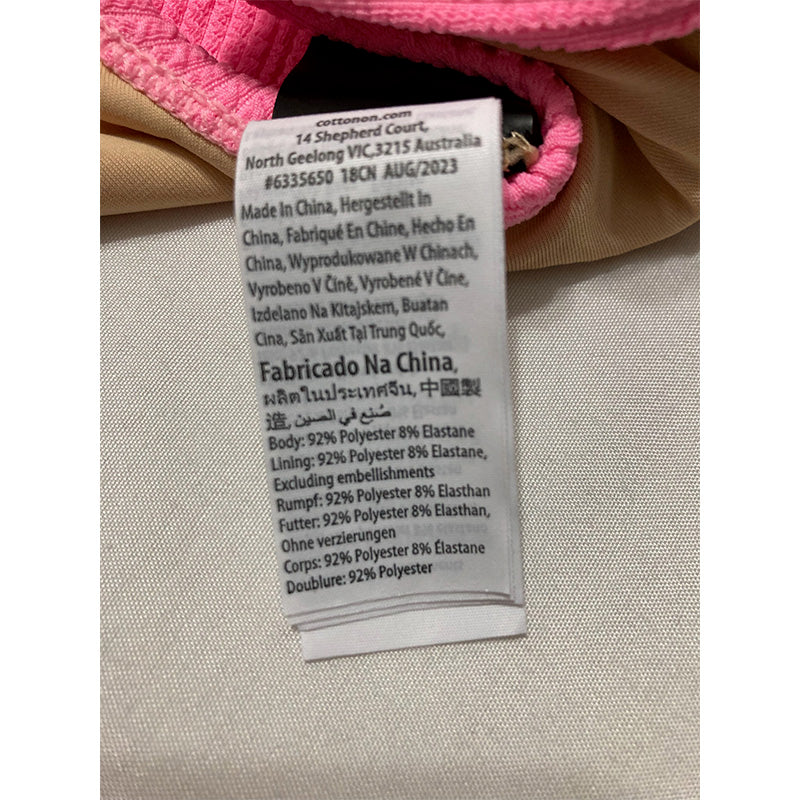 cottonon.com
14 Shepherd Court,
North Geelong VIC,3215 Australia
#6335650 18CN AUG/2023
Made In China, Hergestellt in
China, Fabriqué En Chine, Hecho En
China, Wyprodukowane W Chinach,
Vyrobeno V Číně, Vyrobené V Číne,
Izdelano Na Kitajskem, Buatan
Cina, Sản Xuất Tại Trung Quốc,
Fabricado Na China,
ผลิตในประเทศจีน, 中國製
造, صُنع في الصين
Body: 92% Polyester 8% Elastane
Lining: 92% Polyester 8% Elastane,
Excluding embellishments
Rumpf: 92% Polyester 8% Elasthan
Futter: 92% Polyester 8% Elasthan,
Ohne verzierungen
Corps: 92% Polyester 8% Élastane
Doublure: 92% Polyester